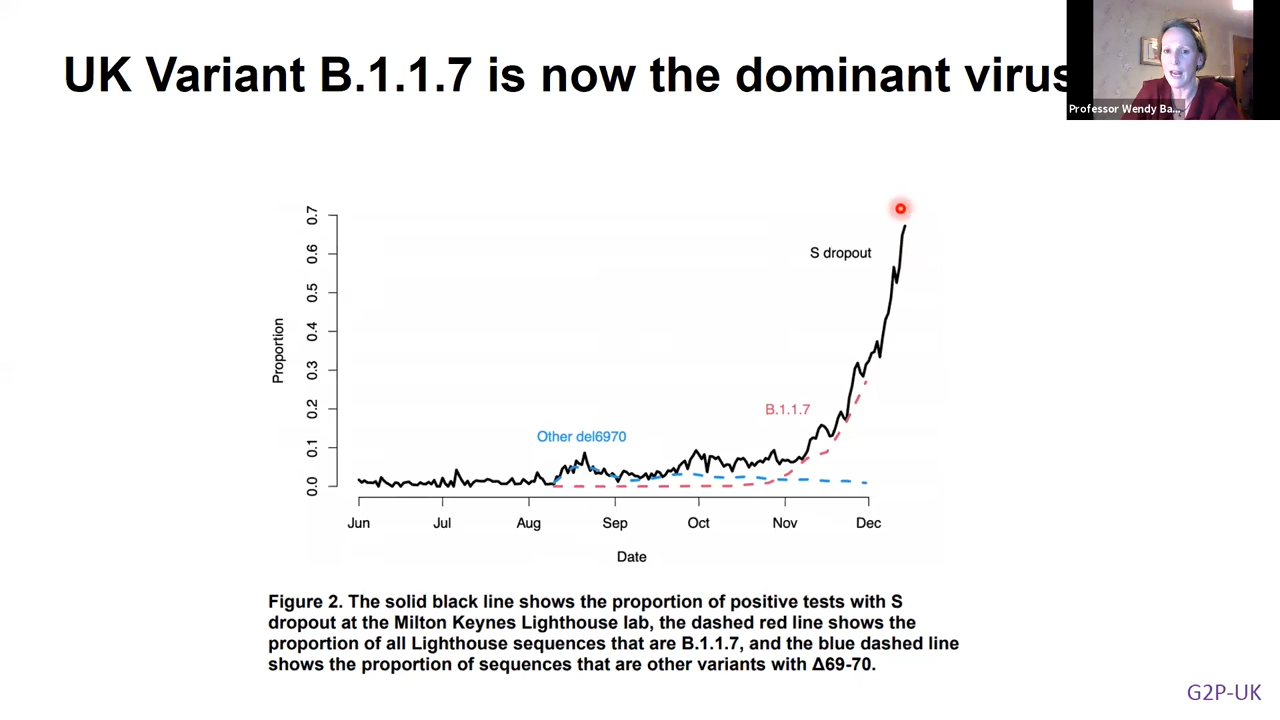 UK Variant B.1.1.7 is now the dominant virus
Professor Wendy Ba...
0.7
0.6
0.5
0.4
0.3
0.2
0.1
0.0
Proportion
S dropout
B.1.1.7
Other del6970
Jun Jul Aug Sep Oct Nov Dec
Date
Figure 2. The solid black line shows the proportion of positive tests with S
dropout at the Milton Keynes Lighthouse lab, the dashed red line shows the
proportion of all Lighthouse sequences that are B.1.1.7, and the blue dashed line
shows the proportion of sequences that are other variants with Δ69-70.
G2P-UK